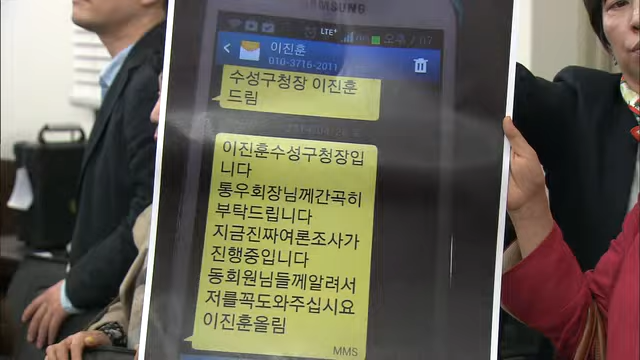 SAMSUNG
LTE
이진훈
010-3716-2011
수성구청장 이진훈
드림
이진훈수성구청장입
니다
통우회장님께간곡히
부탁드립니다
지금진짜여론조사가
진행중입니다
동회원님들께알려서
저를꼭도와주십시요
이진훈올림
MMS